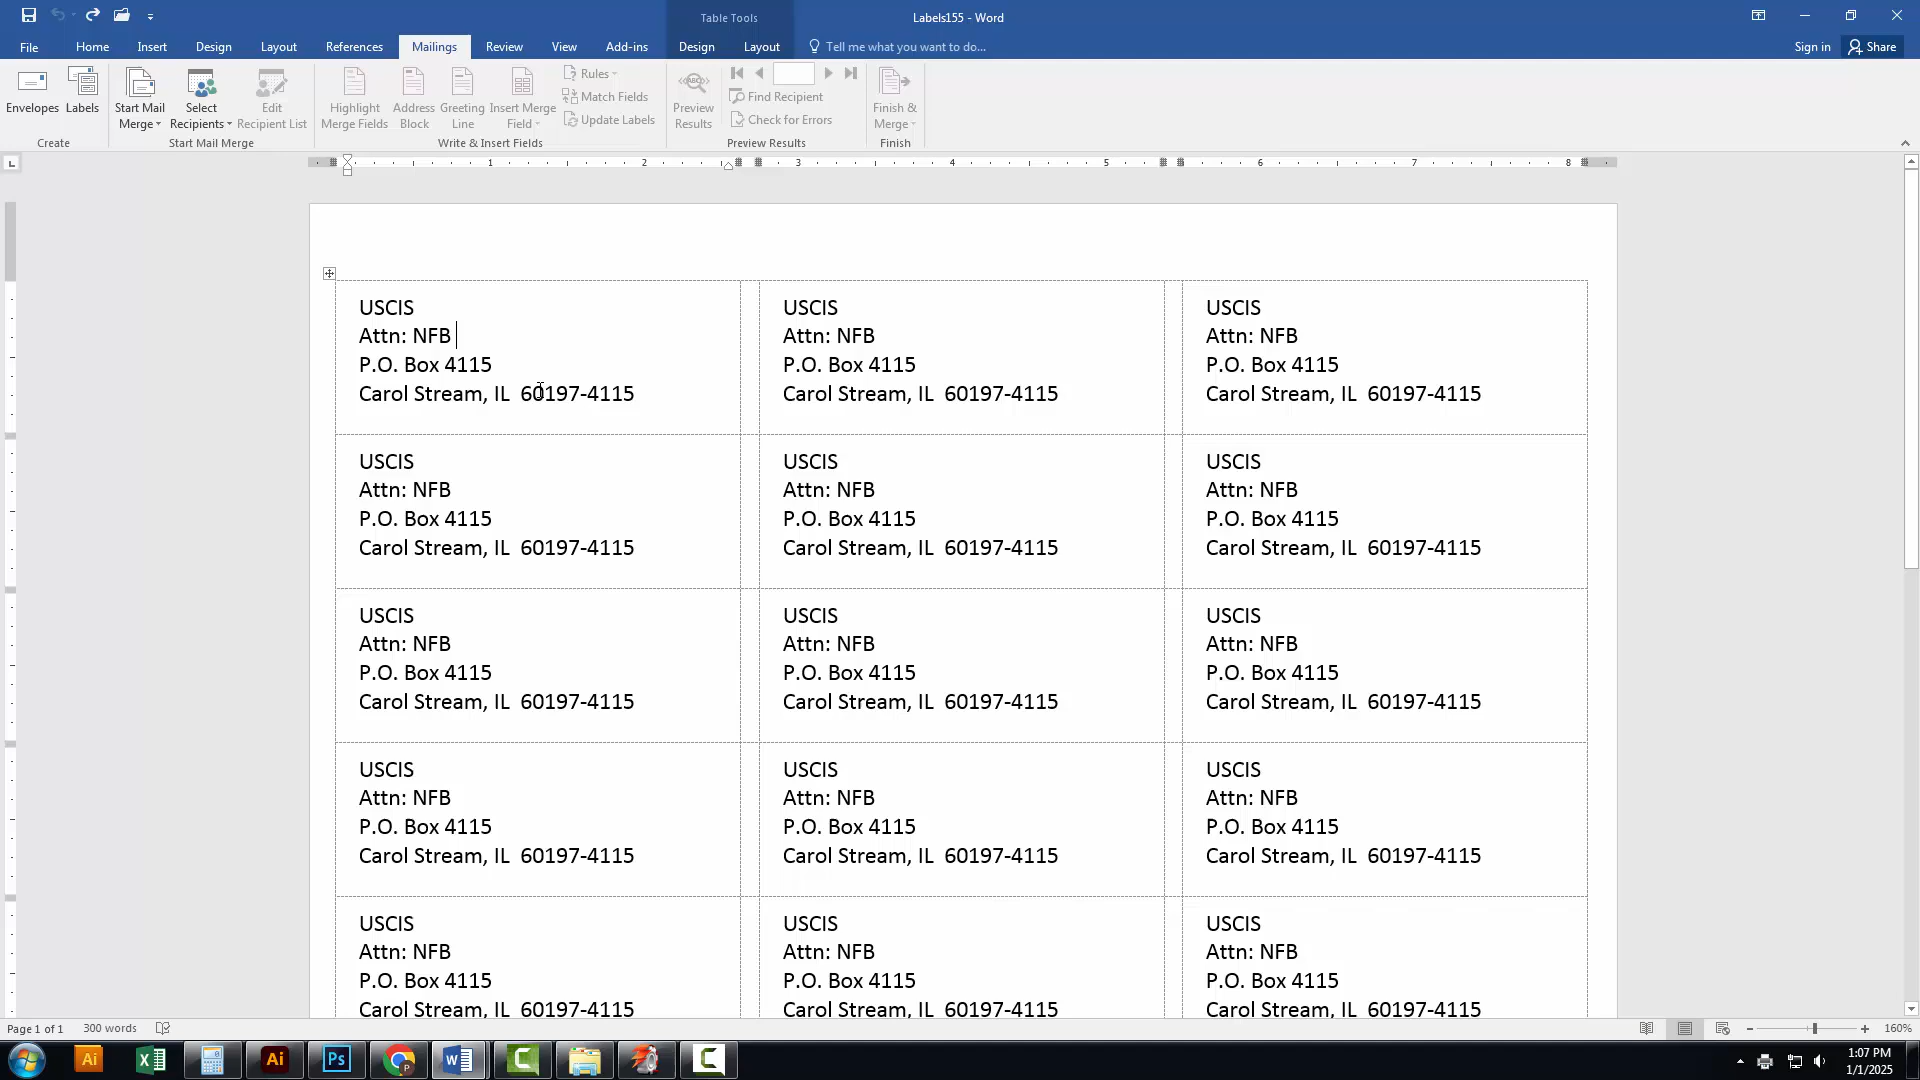 Table Tools
Labels155 - Word
File Home Insert Design Layout References Mailings Review View Add-ins Design Layout Tell me what you want to do... Sign in Share
Envelopes Labels
Create
Start Mail Merge
Select Recipients
Edit Recipient List
Start Mail Merge
Highlight Merge Fields
Address Block
Greeting Line
Insert Merge Field
Rules
Match Fields
Update Labels
Write & Insert Fields
ABC
Preview Results
Find Recipient
Check for Errors
Preview Results
Finish & Merge
Finish
1 2 3 4 5 6 7 8
USCIS USCIS USCIS
Attn: NFB Attn: NFB Attn: NFB
P.O. Box 4115 P.O. Box 4115 P.O. Box 4115
Carol Stream, IL  60197-4115 Carol Stream, IL  60197-4115 Carol Stream, IL  60197-4115
USCIS USCIS USCIS
Attn: NFB Attn: NFB Attn: NFB
P.O. Box 4115 P.O. Box 4115 P.O. Box 4115
Carol Stream, IL  60197-4115 Carol Stream, IL  60197-4115 Carol Stream, IL  60197-4115
USCIS USCIS USCIS
Attn: NFB Attn: NFB Attn: NFB
P.O. Box 4115 P.O. Box 4115 P.O. Box 4115
Carol Stream, IL  60197-4115 Carol Stream, IL  60197-4115 Carol Stream, IL  60197-4115
USCIS USCIS USCIS
Attn: NFB Attn: NFB Attn: NFB
P.O. Box 4115 P.O. Box 4115 P.O. Box 4115
Carol Stream, IL  60197-4115 Carol Stream, IL  60197-4115 Carol Stream, IL  60197-4115
USCIS USCIS USCIS
Attn: NFB Attn: NFB Attn: NFB
P.O. Box 4115 P.O. Box 4115 P.O. Box 4115
Carol Stream, IL  60197-4115 Carol Stream, IL  60197-4115 Carol Stream, IL  60197-4115
Page 1 of 1 300 words 160%
Ai Ai Ps P W
1:07 PM
1/1/2025